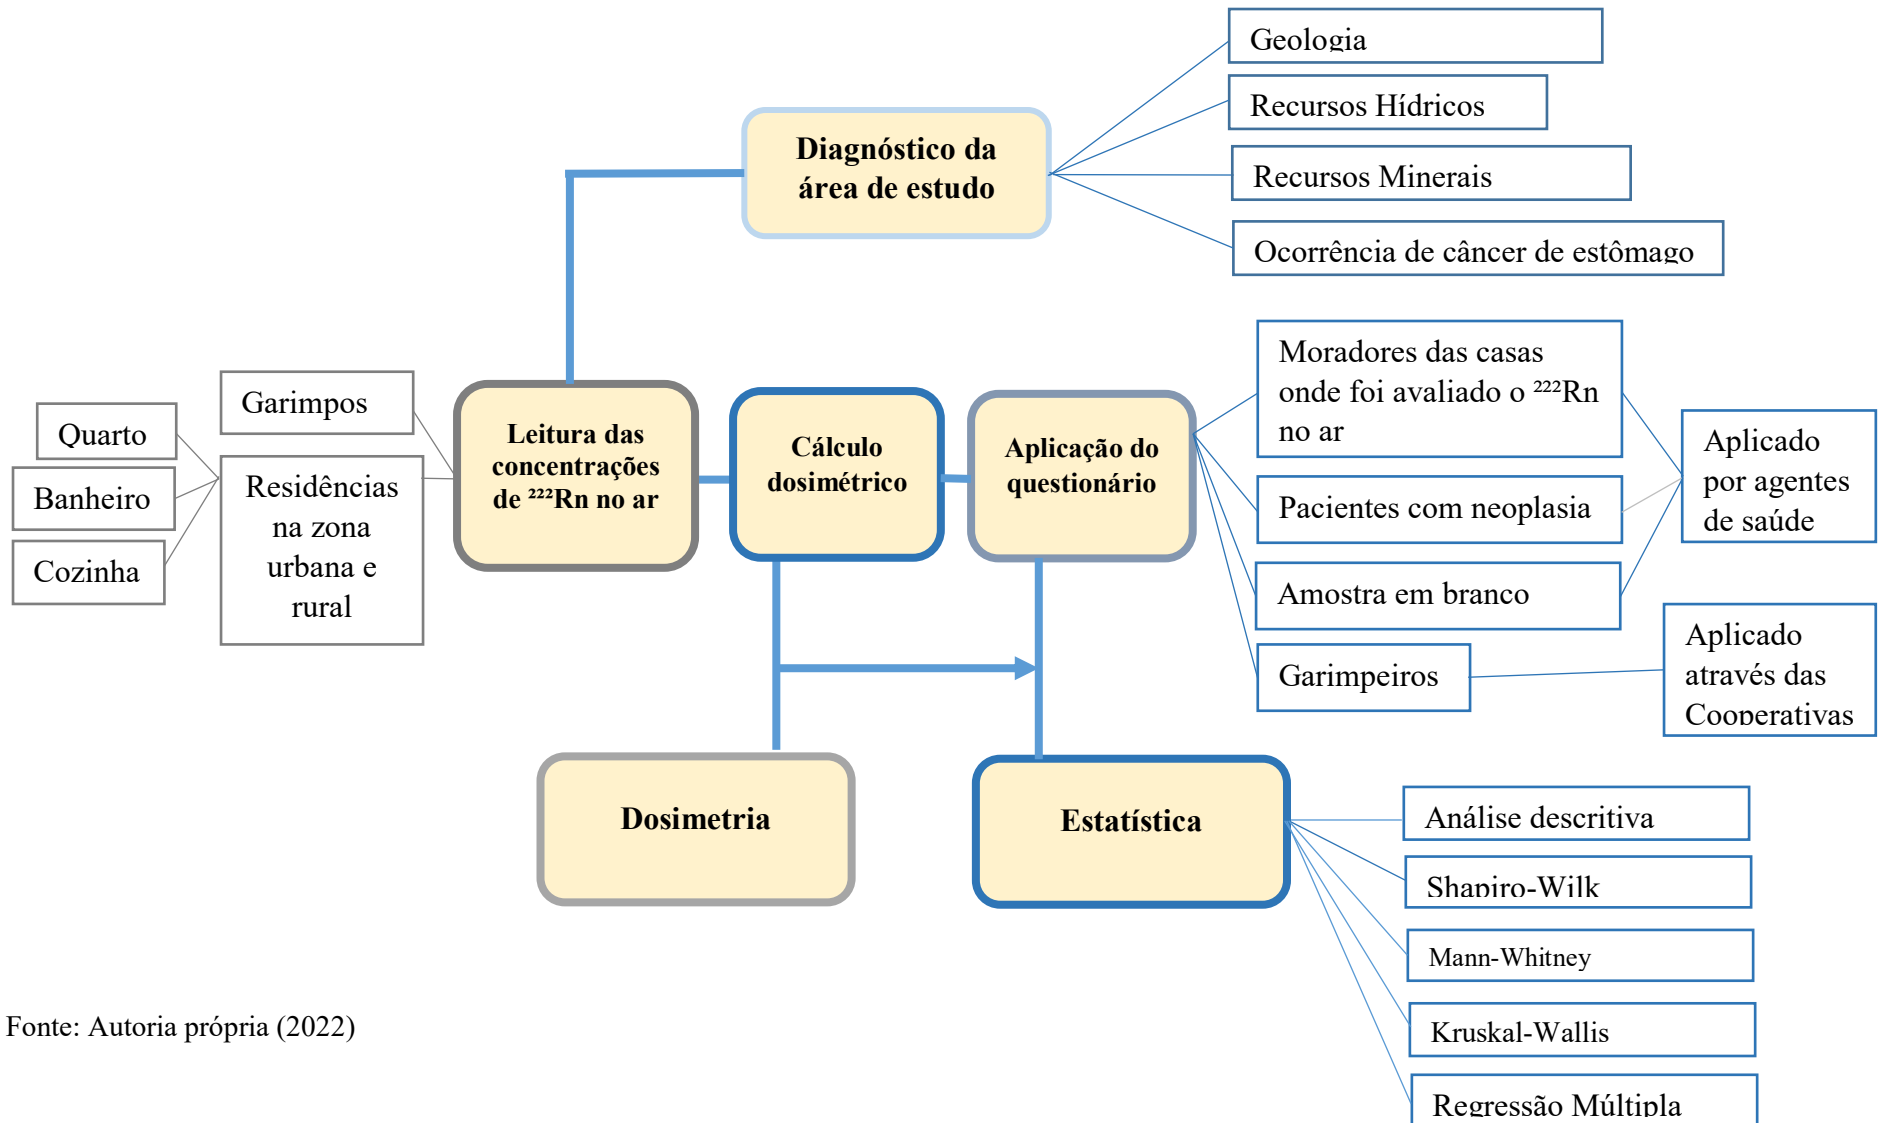 Geologia
Recursos Hídricos
Recursos Minerais
Ocorrência de câncer de estômago
Diagnóstico da
área de estudo
Quarto
Banheiro
Cozinha
Garimpos
Residências
na zona
urbana e
rural
Leitura das
concentrações
de ²²²Rn no ar
Cálculo
dosimétrico
Aplicação do
questionário
Moradores das casas
onde foi avaliado o ²²²Rn
no ar
Pacientes com neoplasia
Amostra em branco
Garimpeiros
Aplicado
por agentes
de saúde
Aplicado
através das
Cooperativas
Dosimetria
Estatística
Análise descritiva
Shapiro-Wilk
Mann-Whitney
Kruskal-Wallis
Regressão Múltipla
Fonte: Autoria própria (2022)